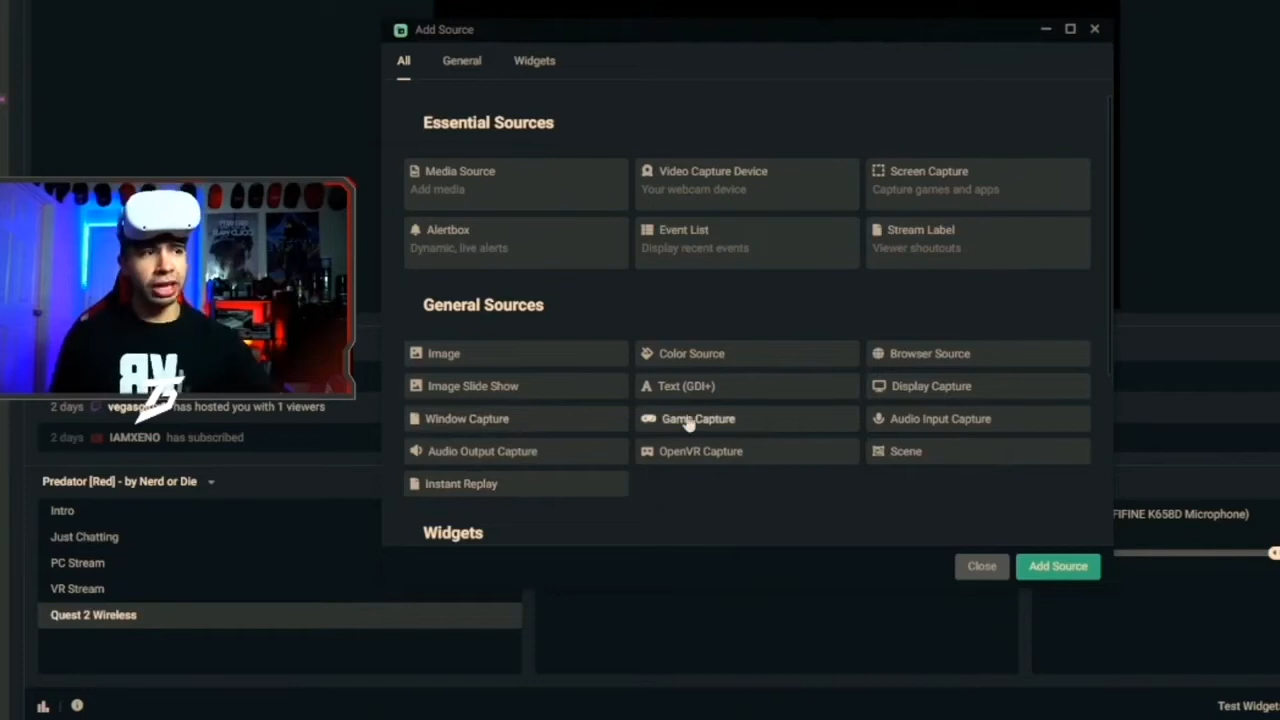 Add Source
All General Widgets
Essential Sources
Media Source
Add media
Video Capture Device
Your webcam device
Screen Capture
Capture games and apps
Alertbox
Dynamic, live alerts
Event List
Display recent events
Stream Label
Viewer shoutouts
General Sources
Image
Color Source
Browser Source
Image Slide Show
Text (GDI+)
Display Capture
Window Capture
Game Capture
Audio Input Capture
Audio Output Capture
OpenVR Capture
Scene
Instant Replay
Widgets
Close
Add Source
2 days has hosted you with 1 viewers
2 days IAMXENO has subscribed
Predator [Red] - by Nerd or Die
Intro
Just Chatting
PC Stream
VR Stream
Quest 2 Wireless
FIFINE K658D Microphone)
Test Widget